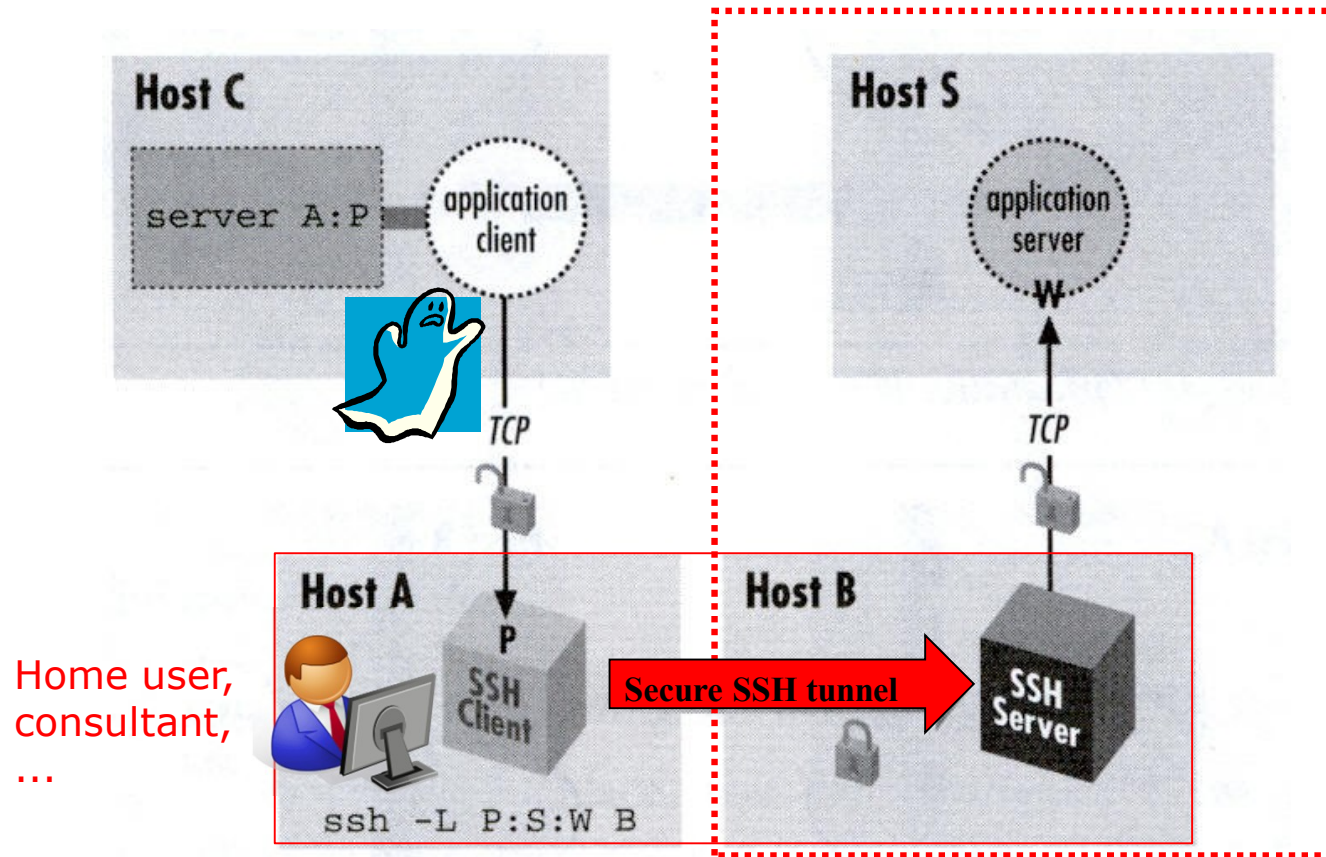 Host C
server A:P
application
client
TCP
Host S
application
server
W
TCP
Host A
P
SSH
Client
ssh -L P:S:W B
Home user,
consultant,
...
Secure SSH tunnel
Host B
SSH
Server